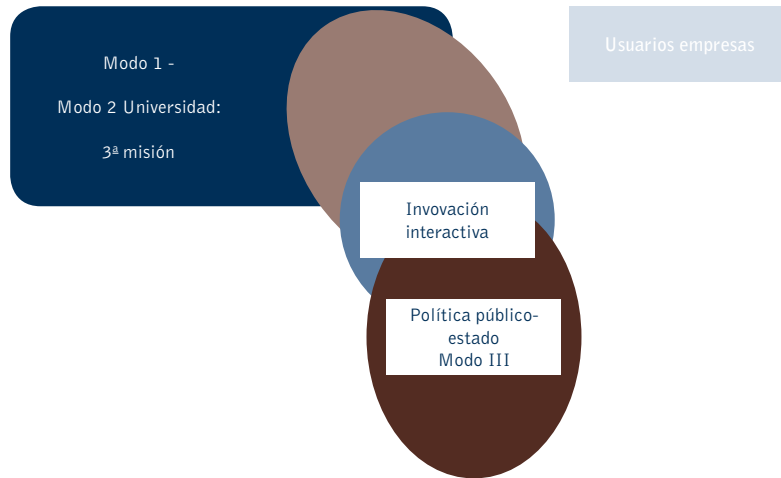 Modo 1 -
Modo 2 Universidad:
3ª misión
Usuarios empresas
Invovación
interactiva
Política público-
estado
Modo III